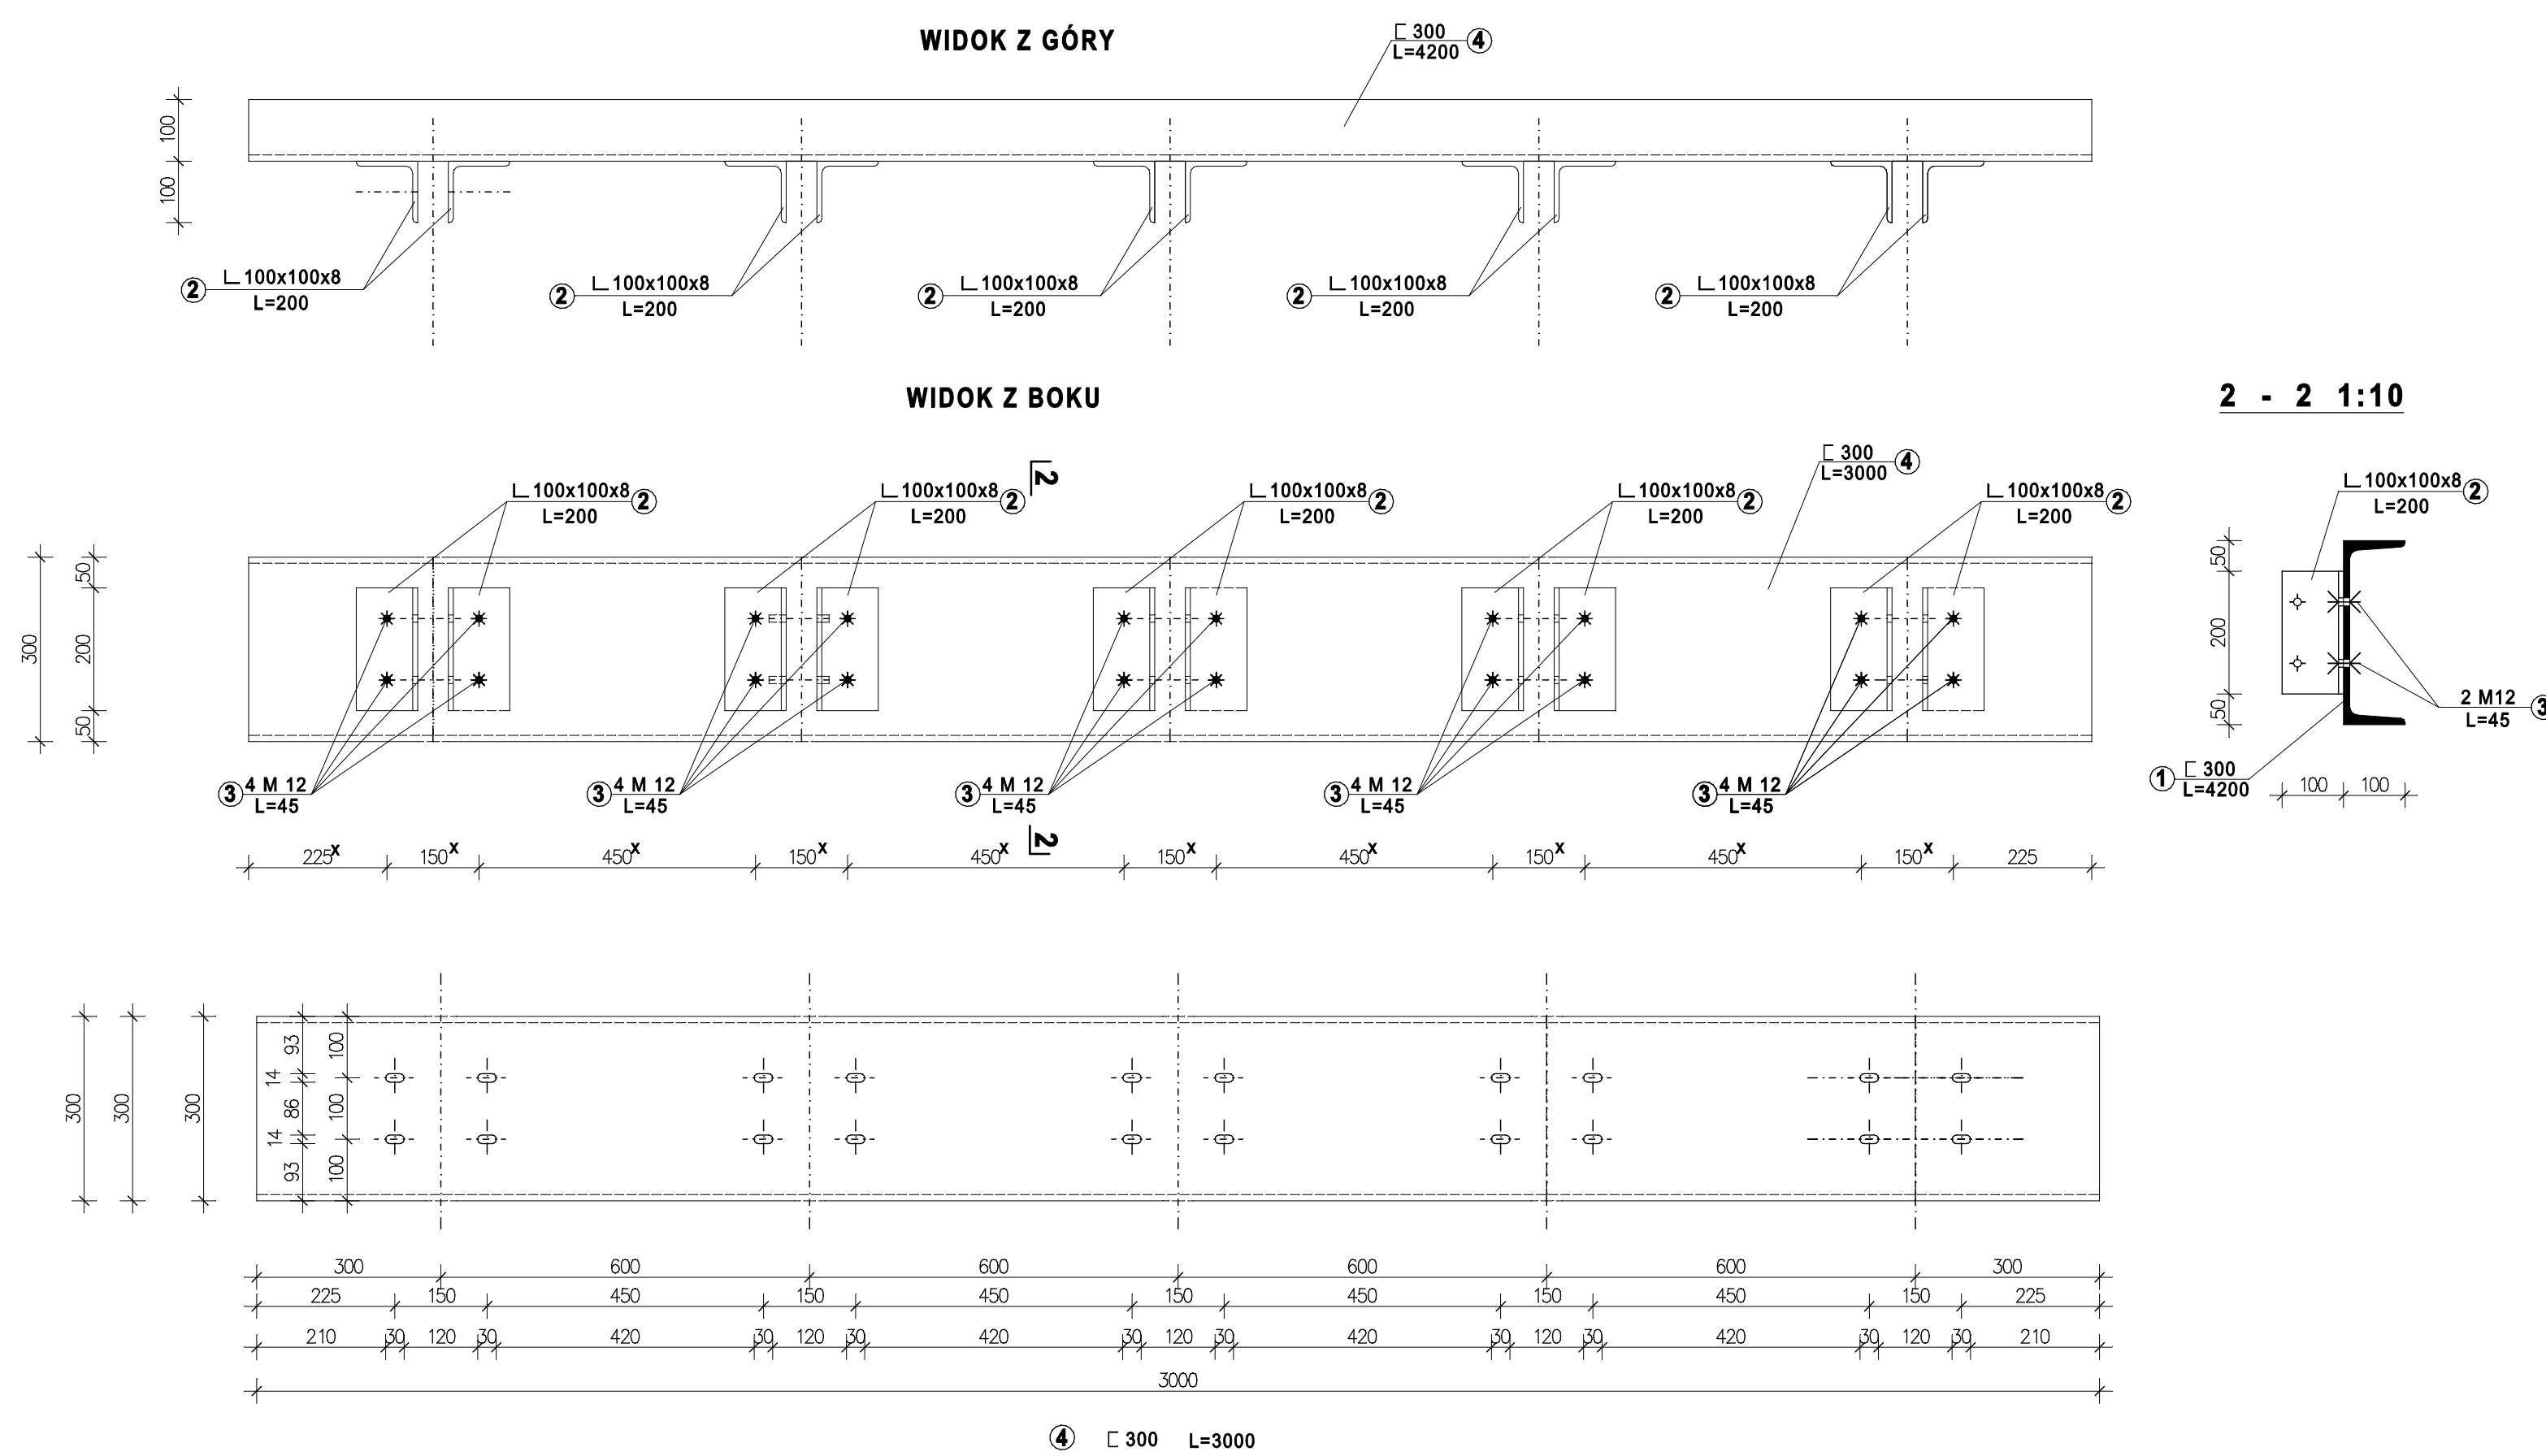 WIDOK Z GÓRY
[ 300
L=4200
4
100
100
2
L 100x100x8
L=200
2
L 100x100x8
L=200
2
L 100x100x8
L=200
2
L 100x100x8
L=200
2
L 100x100x8
L=200
WIDOK Z BOKU
2 - 2 1:10
2
L 100x100x8 2
L=200
L 100x100x8 2
L=200
L 100x100x8 2
L=200
L 100x100x8 2
L=200
L 100x100x8 2
L=200
[ 300
L=3000
4
300
50
200
50
3 4 M 12
L=45
3 4 M 12
L=45
3 4 M 12
L=45
3 4 M 12
L=45
3 4 M 12
L=45
2
225x 150x 450x 150x 450x 150x 450x 150x 450x 150x 225
L 100x100x8 2
L=200
50
200
50
2 M12 3
L=45
1 [ 300
L=4200
100 100
300
300
300
93
14
86
14
93
100
100
100
300 600 600 600 600 300
225 150 450 150 450 150 450 150 450 150 225
210 30 120 30 420 30 120 30 420 30 120 30 420 30 120 30 420 30 120 30 210
3000
4 [ 300 L=3000